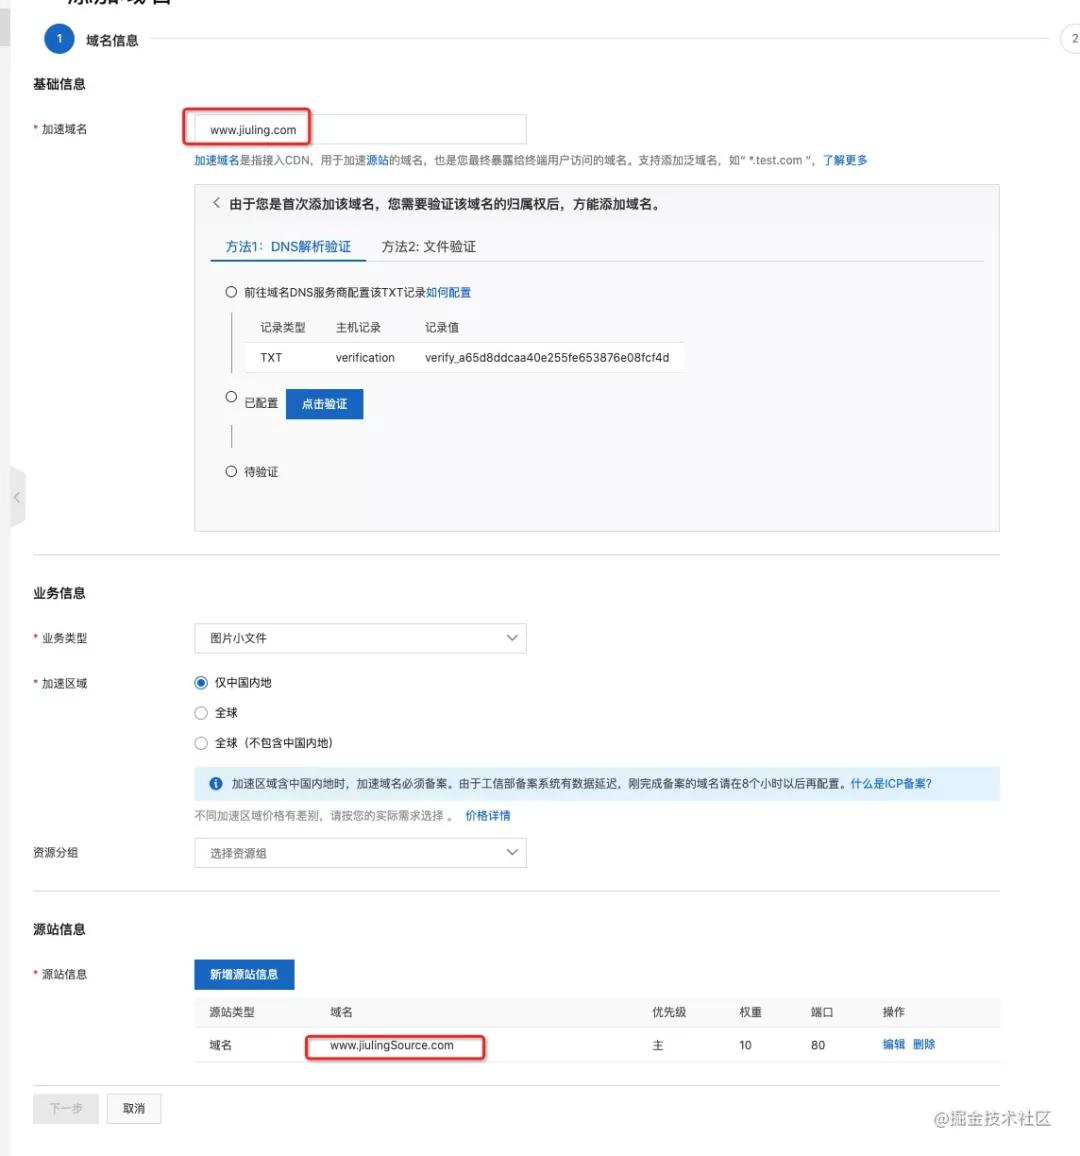 添加域名
1 域名信息 2
基础信息
* 加速域名 www.jiuling.com
加速域名是指接入CDN，用于加速源站的域名，也是您最终暴露给终端用户访问的域名。支持添加泛域名，如“ *.test.com ”，了解更多
由于您是首次添加该域名，您需要验证该域名的归属权后，方能添加域名。
方法1：DNS解析验证 方法2: 文件验证
前往域名DNS服务商配置该TXT记录如何配置
记录类型 主机记录 记录值
TXT verification verify_a65d8ddcaa40e255fe653876e08fcf4d
已配置 点击验证
待验证
业务信息
* 业务类型 图片小文件
* 加速区域 仅中国内地
全球
全球（不包含中国内地）
加速区域含中国内地时，加速域名必须备案。由于工信部备案系统有数据延迟，刚完成备案的域名请在8个小时以后再配置。什么是ICP备案?
不同加速区域价格有差别，请按您的实际需求选择 。 价格详情
资源分组 选择资源组
源站信息
* 源站信息 新增源站信息
源站类型 域名 优先级 权重 端口 操作
域名 www.jiulingSource.com 主 10 80 编辑 删除
下一步 取消
@掘金技术社区